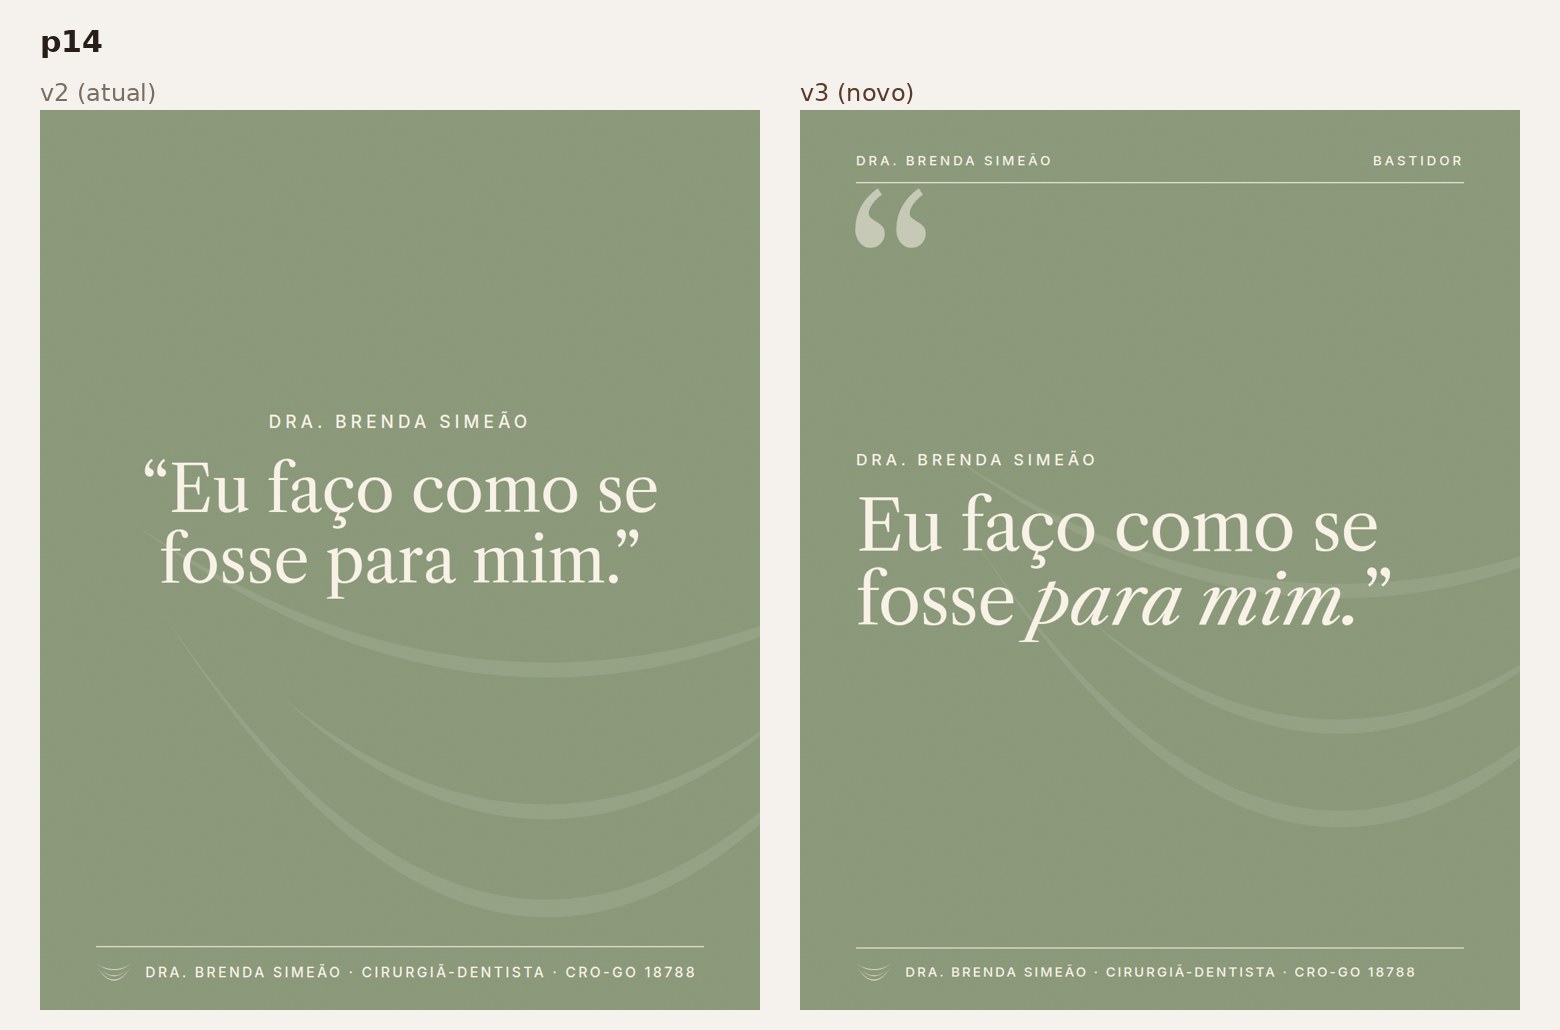 p14
v2 (atual)
DRA. BRENDA SIMEÃO
“Eu faço como se
fosse para mim.”
DRA. BRENDA SIMEÃO · CIRURGIÃ-DENTISTA · CRO-GO 18788
v3 (novo)
DRA. BRENDA SIMEÃO BASTIDOR
“
DRA. BRENDA SIMEÃO
Eu faço como se
fosse para mim.”
DRA. BRENDA SIMEÃO · CIRURGIÃ-DENTISTA · CRO-GO 18788